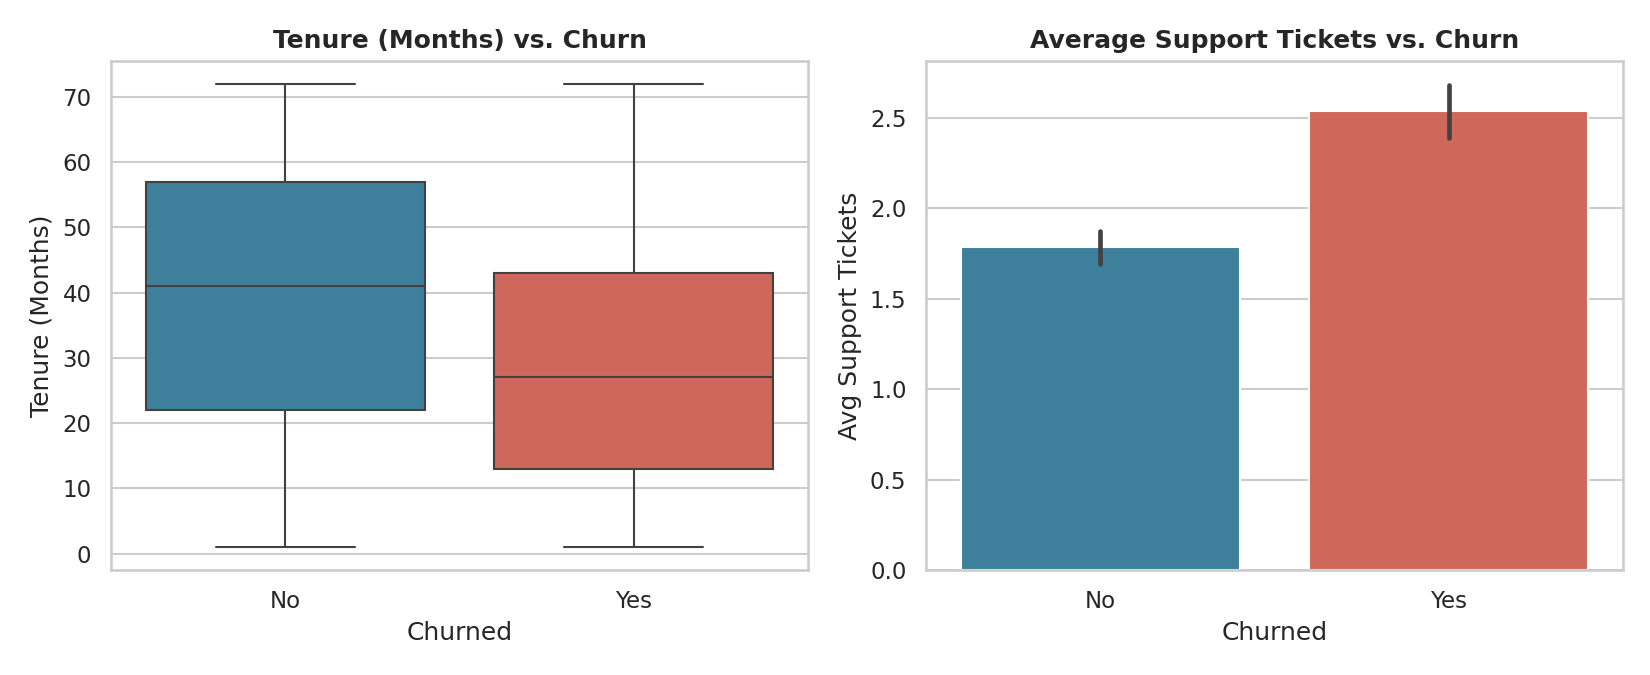 Tenure (Months) vs. Churn
Tenure (Months)
70
60
50
40
30
20
10
0
No
Yes
Churned
Average Support Tickets vs. Churn
Avg Support Tickets
2.5
2.0
1.5
1.0
0.5
0.0
No
Yes
Churned